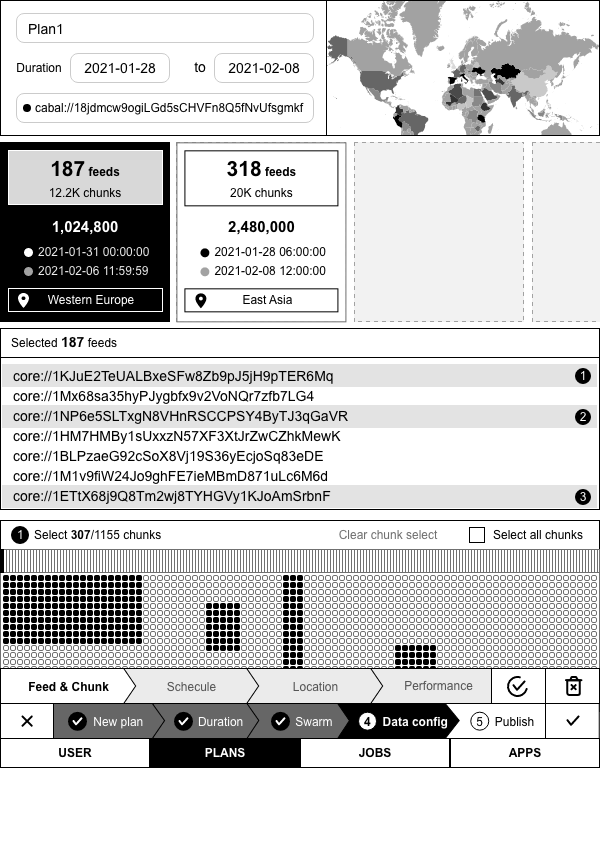 Plan1
Duration 2021-01-28 to 2021-02-08
cabal://18jdmcw9ogiLGd5sCHVFn8Q5fNvUfsgmkf
187 feeds
12.2K chunks
1,024,800
2021-01-31 00:00:00
2021-02-06 11:59:59
Western Europe
318 feeds
20K chunks
2,480,000
2021-01-28 06:00:00
2021-02-08 12:00:00
East Asia
Selected 187 feeds
core://1KJuE2TeUALBxeSFw8Zb9pJ5jH9pTER6Mq 1
core://1Mx68sa35hyPJygbfx9v2VoNQr7zfb7LG4
core://1NP6e5SLTxgN8VHnRSCCPSY4ByTJ3qGaVR 2
core://1HM7HMBy1sUxxzN57XF3XtJrZwCZhkMewK
core://1BLPzaeG92cSoX8Vj19S36yEcjoSq83eDE
core://1M1v9fiW24Jo9ghFE7ieMBmD871uLc6M6d
core://1ETtX68j9Q8Tm2wj8TYHGVy1KJoAmSrbnF 3
1 Select 307/1155 chunks Clear chunk select Select all chunks
Feed & Chunk Schecule Location Performance
New plan Duration Swarm 4 Data config 5 Publish
USER PLANS JOBS APPS